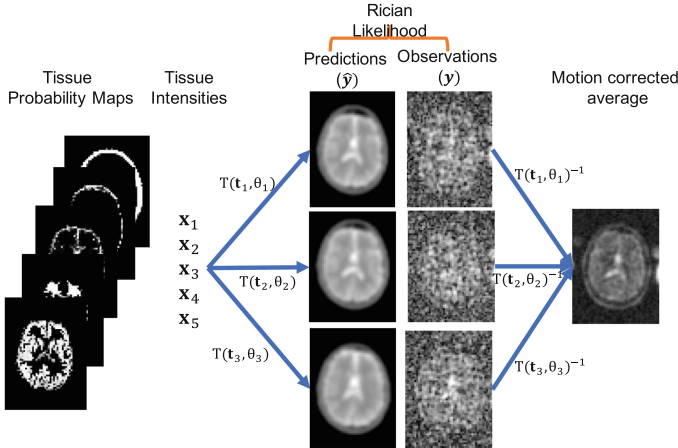 Rician
Likelihood
Tissue
Probability Maps
Tissue
Intensities
Predictions
(ŷ)
Observations
(y)
Motion corrected
average
T(t₁,θ₁)
T(t₂,θ₂)
T(t₃,θ₃)
x₁
x₂
x₃
x₄
x₅
T(t₁,θ₁)⁻¹
T(t₂,θ₂)⁻¹
T(t₃,θ₃)⁻¹